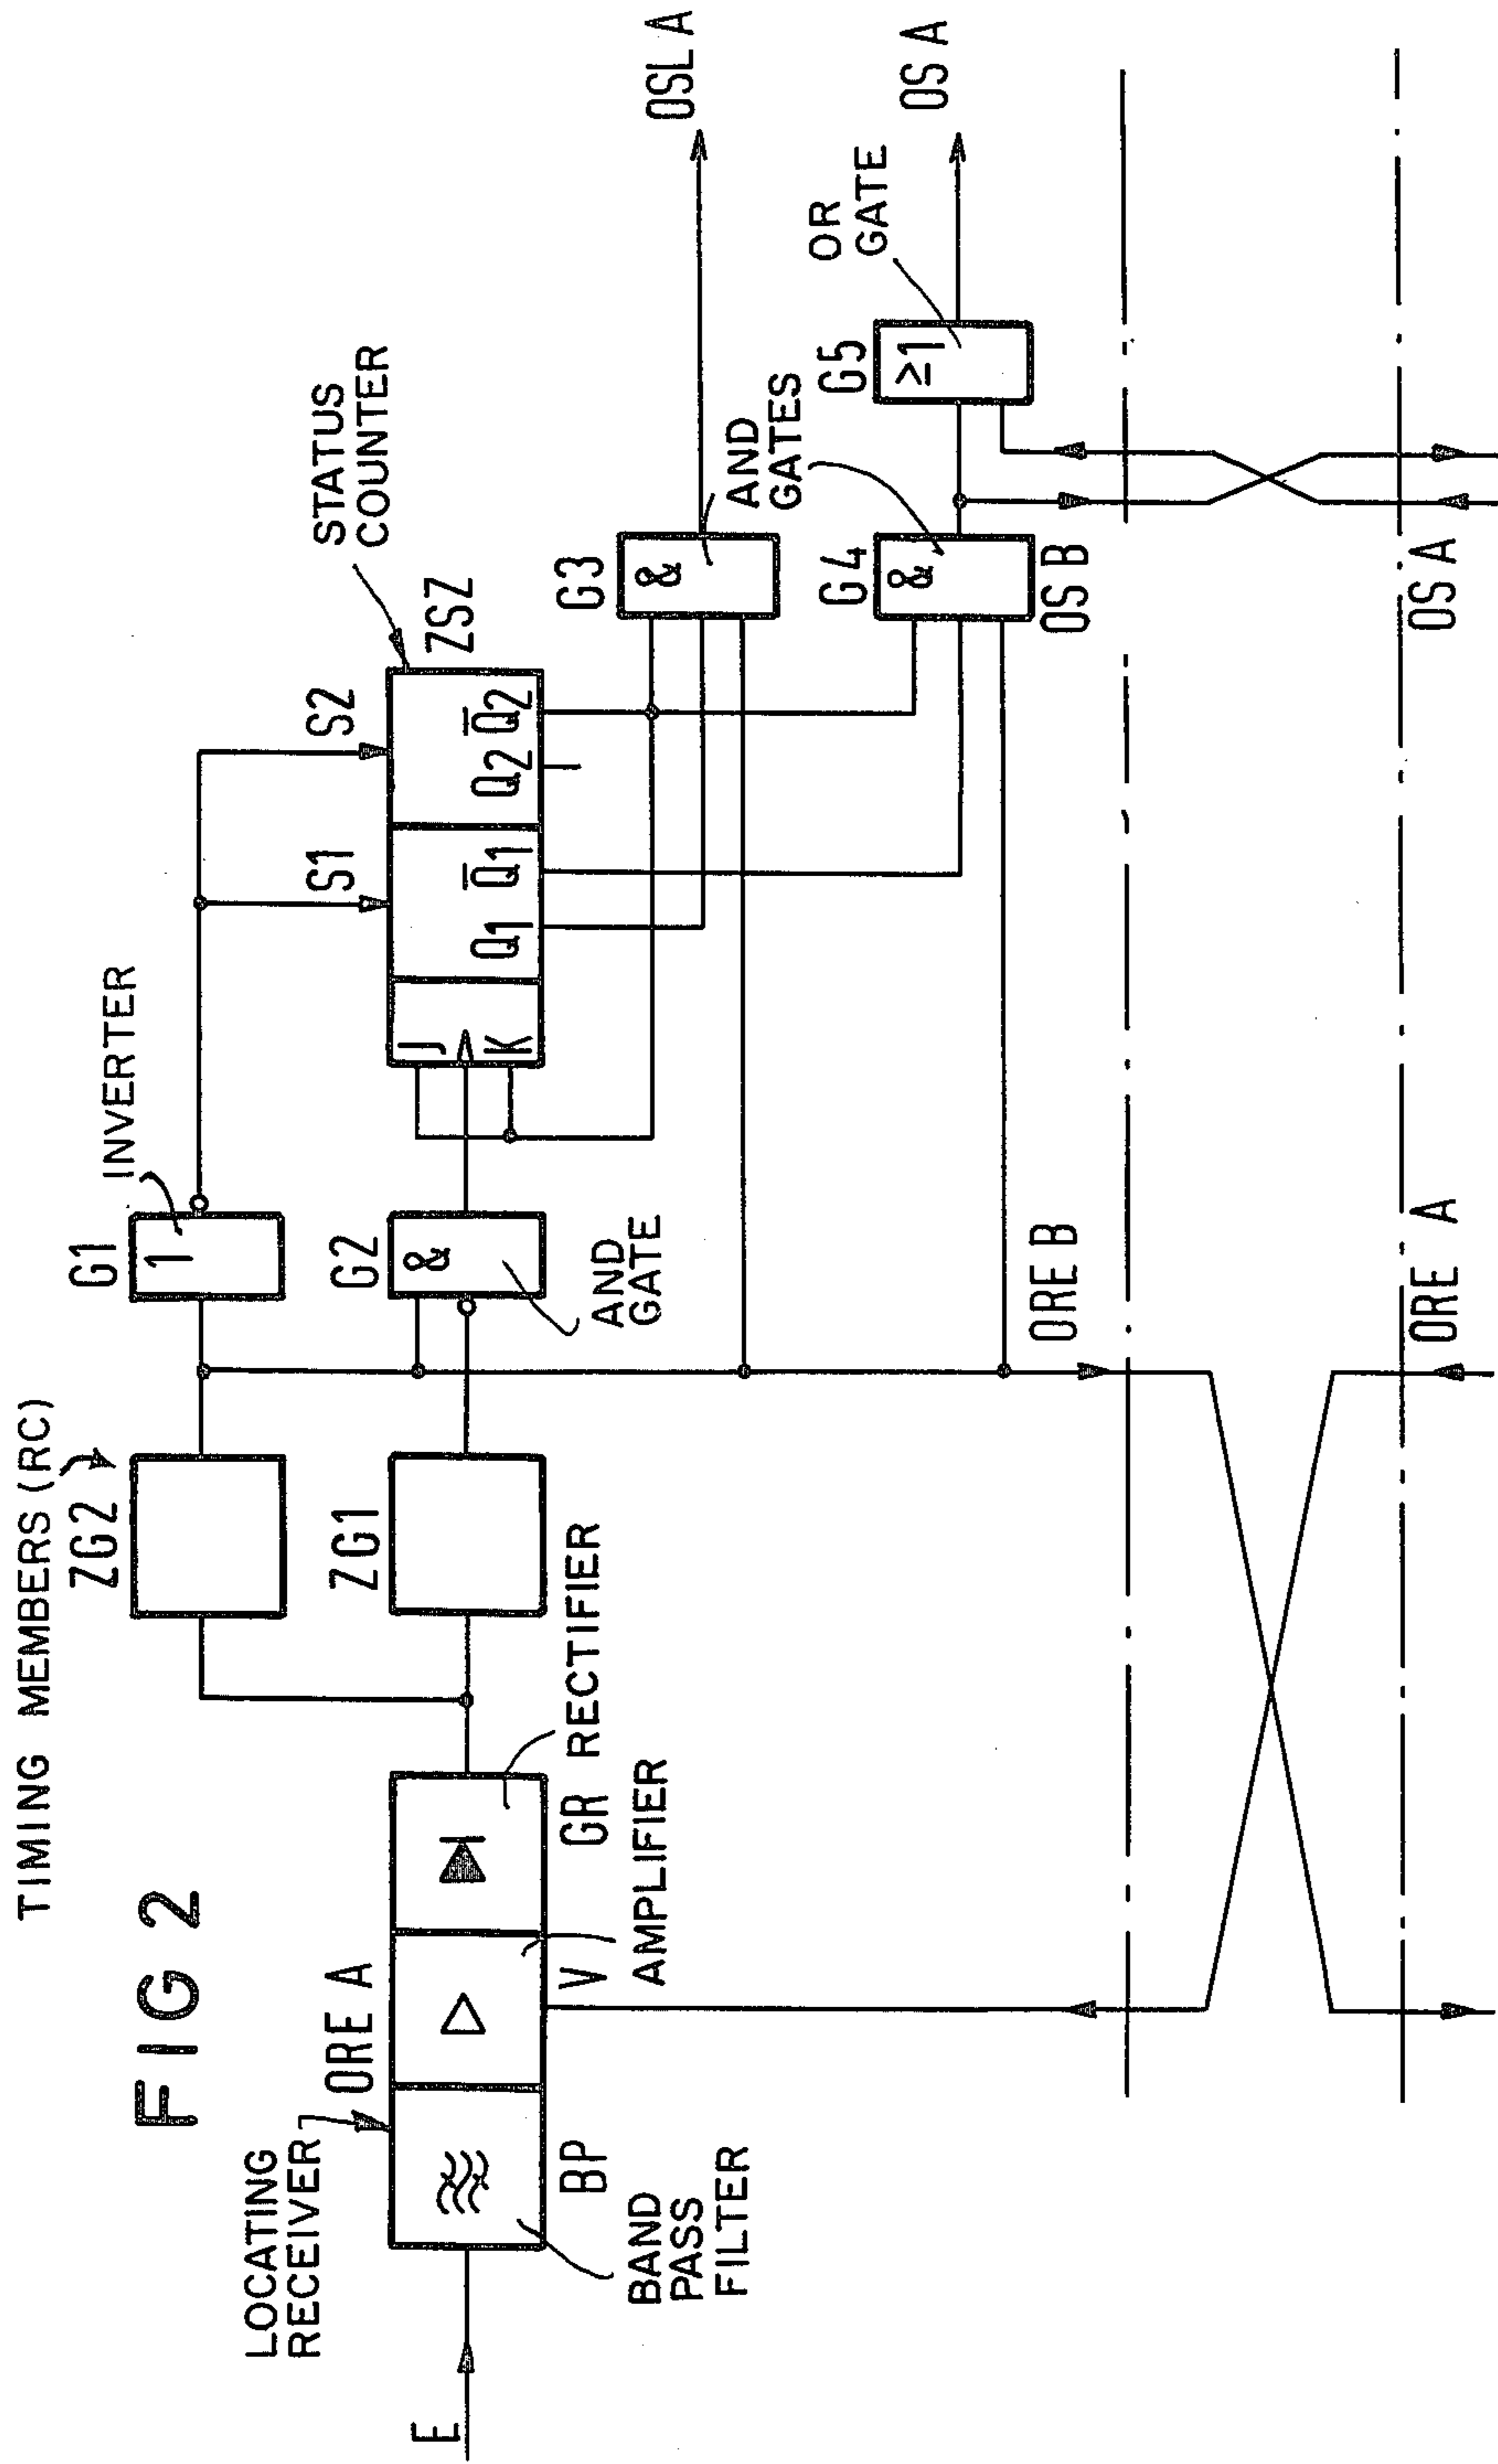 FIG 2
TIMING MEMBERS (RC)
ZG2
G1
INVERTER
1
LOCATING
RECEIVER
ORE A
ZG1
G2
&
AND
GATE
S1
S2
STATUS
COUNTER
ZSZ
J
K
Q1
Q̅1
Q2
Q̅2
E
BP
BAND
PASS
FILTER
V
AMPLIFIER
GR
RECTIFIER
G3
&
AND
GATES
OSL A
G4
&
OS B
G5
≥1
OR
GATE
OS A
ORE B
ORE A
OS A